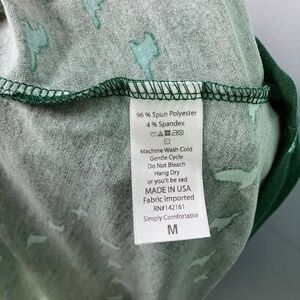 96 % Spun Polyester
4 % Spandex
Machine Wash Cold
Gentle Cycle
Do Not Bleach
Hang Dry
or you'll be sad
MADE IN USA
Fabric Imported
RN#142161
Simply Comfortable
M